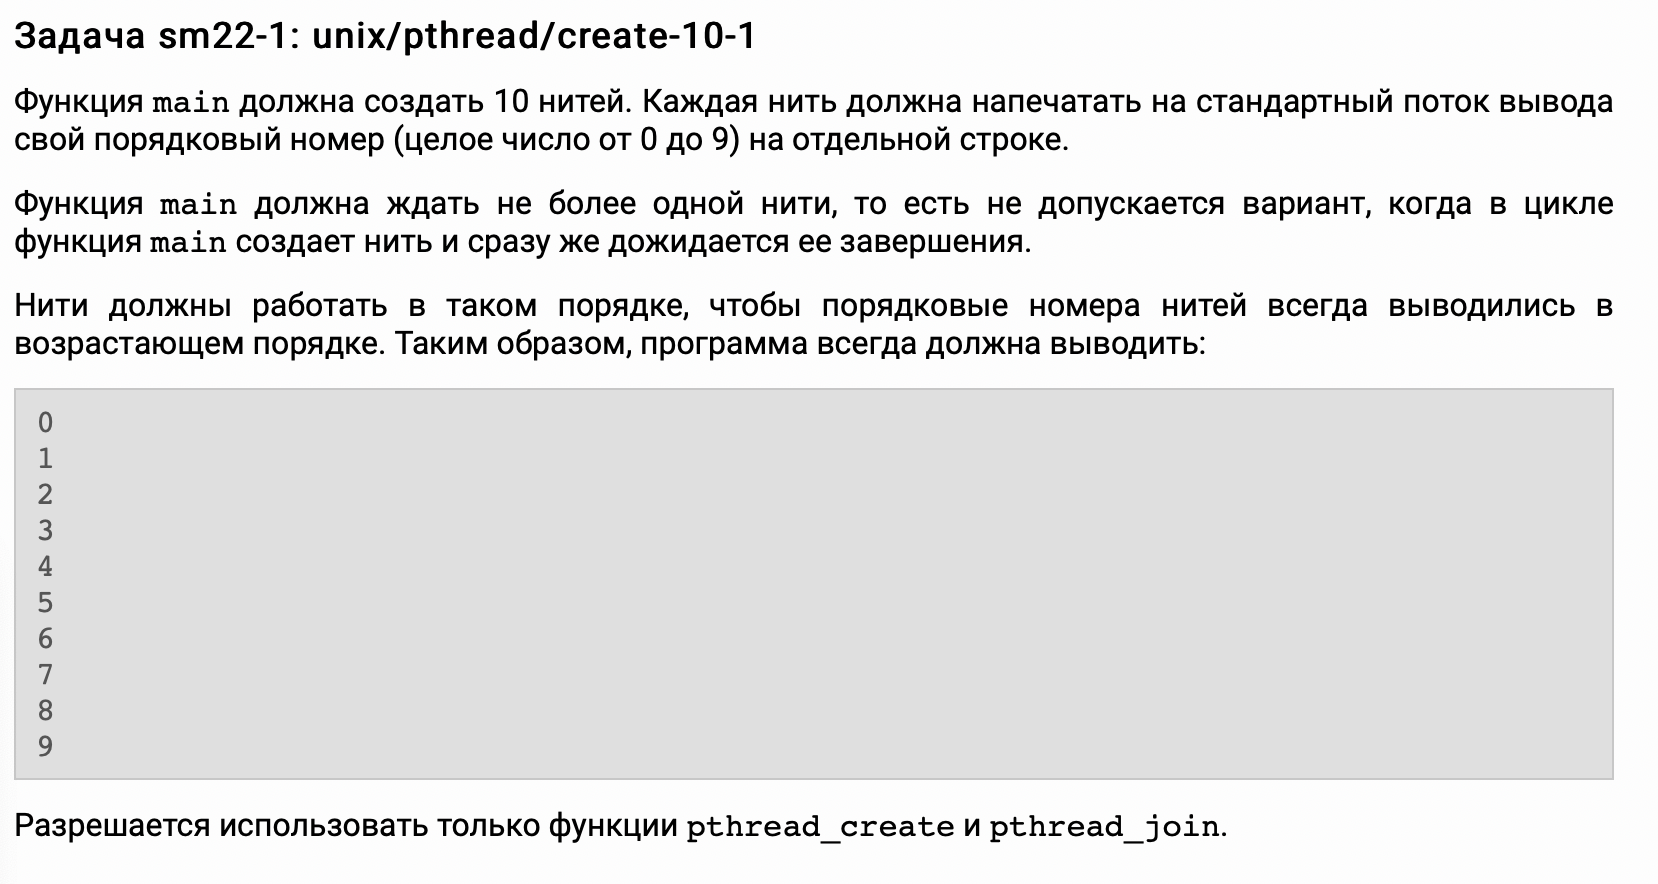 Задача sm22-1: unix/pthread/create-10-1
Функция main должна создать 10 нитей. Каждая нить должна напечатать на стандартный поток вывода
свой порядковый номер (целое число от 0 до 9) на отдельной строке.
Функция main должна ждать не более одной нити, то есть не допускается вариант, когда в цикле
функция main создает нить и сразу же дожидается ее завершения.
Нити должны работать в таком порядке, чтобы порядковые номера нитей всегда выводились в
возрастающем порядке. Таким образом, программа всегда должна выводить:
0
1
2
3
4
5
6
7
8
9
Разрешается использовать только функции pthread_create и pthread_join.